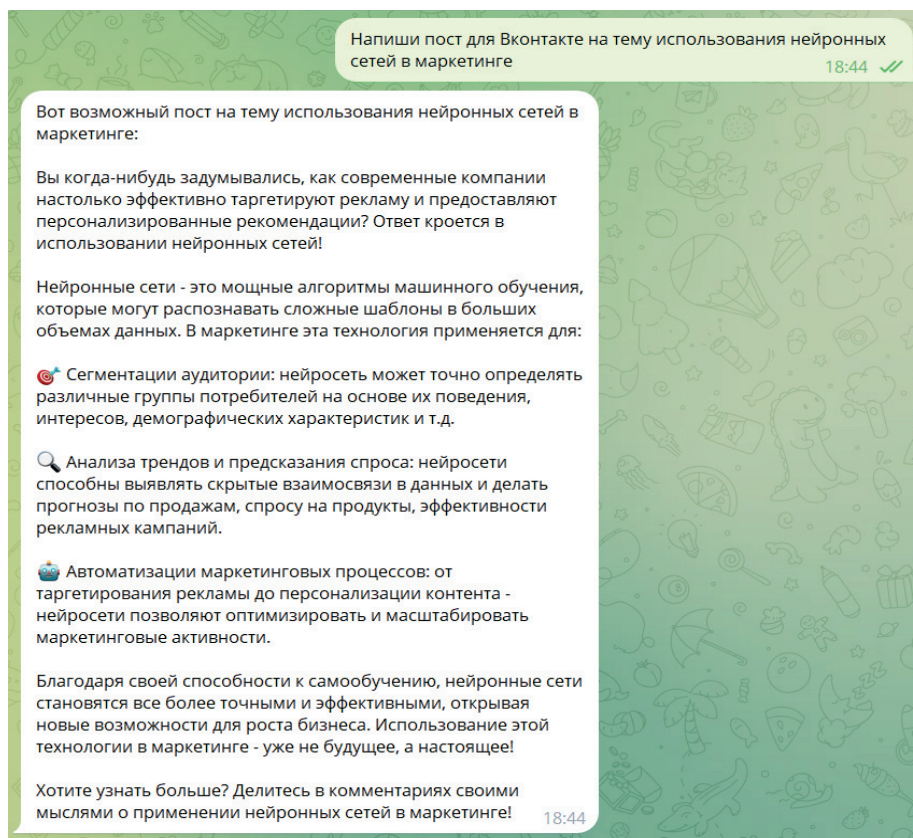 Напиши пост для Вконтакте на тему использования нейронных
сетей в маркетинге
18:44
Вот возможный пост на тему использования нейронных сетей в
маркетинге:
Вы когда-нибудь задумывались, как современные компании
настолько эффективно таргетируют рекламу и предоставляют
персонализированные рекомендации? Ответ кроется в
использовании нейронных сетей!
Нейронные сети - это мощные алгоритмы машинного обучения,
которые могут распознавать сложные шаблоны в больших
объемах данных. В маркетинге эта технология применяется для:
🎯 Сегментации аудитории: нейросеть может точно определять
различные группы потребителей на основе их поведения,
интересов, демографических характеристик и т.д.
🔍 Анализа трендов и предсказания спроса: нейросети
способны выявлять скрытые взаимосвязи в данных и делать
прогнозы по продажам, спросу на продукты, эффективности
рекламных кампаний.
🤖 Автоматизации маркетинговых процессов: от
таргетирования рекламы до персонализации контента -
нейросети позволяют оптимизировать и масштабировать
маркетинговые активности.
Благодаря своей способности к самообучению, нейронные сети
становятся все более точными и эффективными, открывая
новые возможности для роста бизнеса. Использование этой
технологии в маркетинге - уже не будущее, а настоящее!
Хотите узнать больше? Делитесь в комментариях своими
мыслями о применении нейронных сетей в маркетинге!
18:44